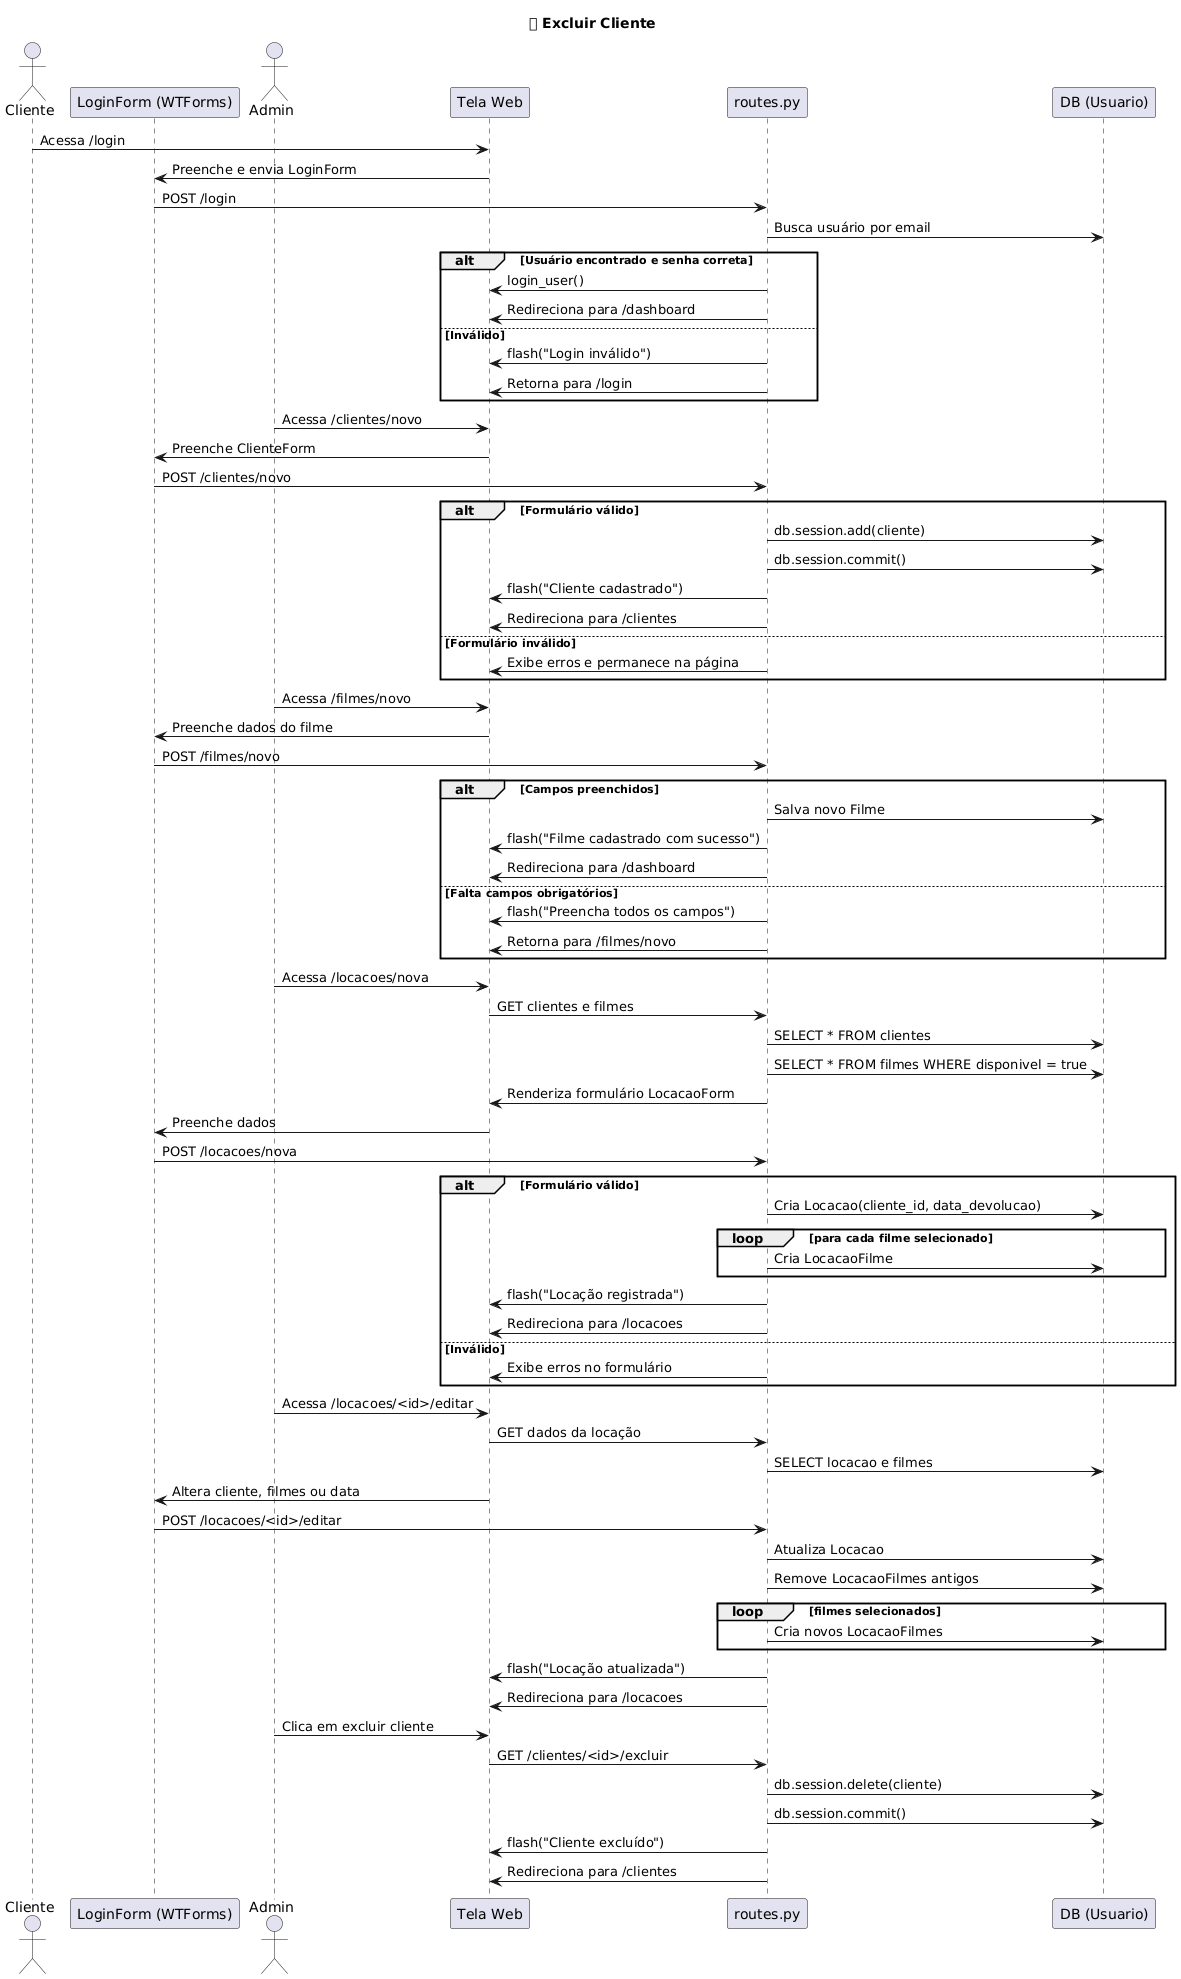 Excluir Cliente
Cliente
LoginForm (WTForms)
Admin
Tela Web
routes.py
DB (Usuario)
Acessa /login
Preenche e envia LoginForm
POST /login
Busca usuário por email
alt [Usuário encontrado e senha correta]
login_user()
Redireciona para /dashboard
[Inválido]
flash("Login inválido")
Retorna para /login
Acessa /clientes/novo
Preenche ClienteForm
POST /clientes/novo
alt [Formulário válido]
db.session.add(cliente)
db.session.commit()
flash("Cliente cadastrado")
Redireciona para /clientes
[Formulário inválido]
Exibe erros e permanece na página
Acessa /filmes/novo
Preenche dados do filme
POST /filmes/novo
alt [Campos preenchidos]
Salva novo Filme
flash("Filme cadastrado com sucesso")
Redireciona para /dashboard
[Falta campos obrigatórios]
flash("Preencha todos os campos")
Retorna para /filmes/novo
Acessa /locacoes/nova
GET clientes e filmes
SELECT * FROM clientes
SELECT * FROM filmes WHERE disponivel = true
Renderiza formulário LocacaoForm
Preenche dados
POST /locacoes/nova
alt [Formulário válido]
Cria Locacao(cliente_id, data_devolucao)
loop [para cada filme selecionado]
Cria LocacaoFilme
flash("Locação registrada")
Redireciona para /locacoes
[Inválido]
Exibe erros no formulário
Acessa /locacoes/<id>/editar
GET dados da locação
SELECT locacao e filmes
Altera cliente, filmes ou data
POST /locacoes/<id>/editar
Atualiza Locacao
Remove LocacaoFilmes antigos
loop [filmes selecionados]
Cria novos LocacaoFilmes
flash("Locação atualizada")
Redireciona para /locacoes
Clica em excluir cliente
GET /clientes/<id>/excluir
db.session.delete(cliente)
db.session.commit()
flash("Cliente excluído")
Redireciona para /clientes
Cliente
LoginForm (WTForms)
Admin
Tela Web
routes.py
DB (Usuario)